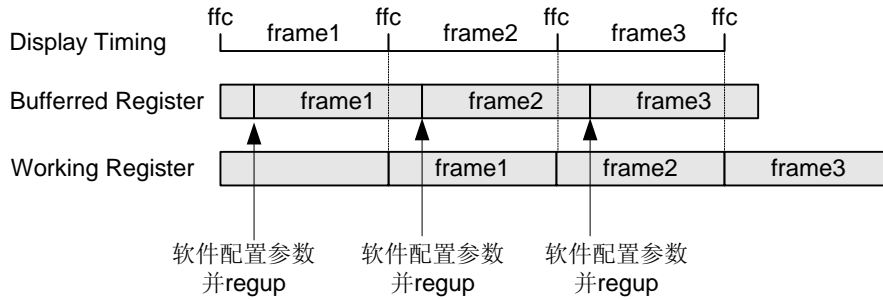 ffc ffc ffc ffc
Display Timing frame1 frame2 frame3
Bufferred Register frame1 frame2 frame3
Working Register frame1 frame2 frame3
软件配置参数 软件配置参数 软件配置参数
并regup 并regup 并regup